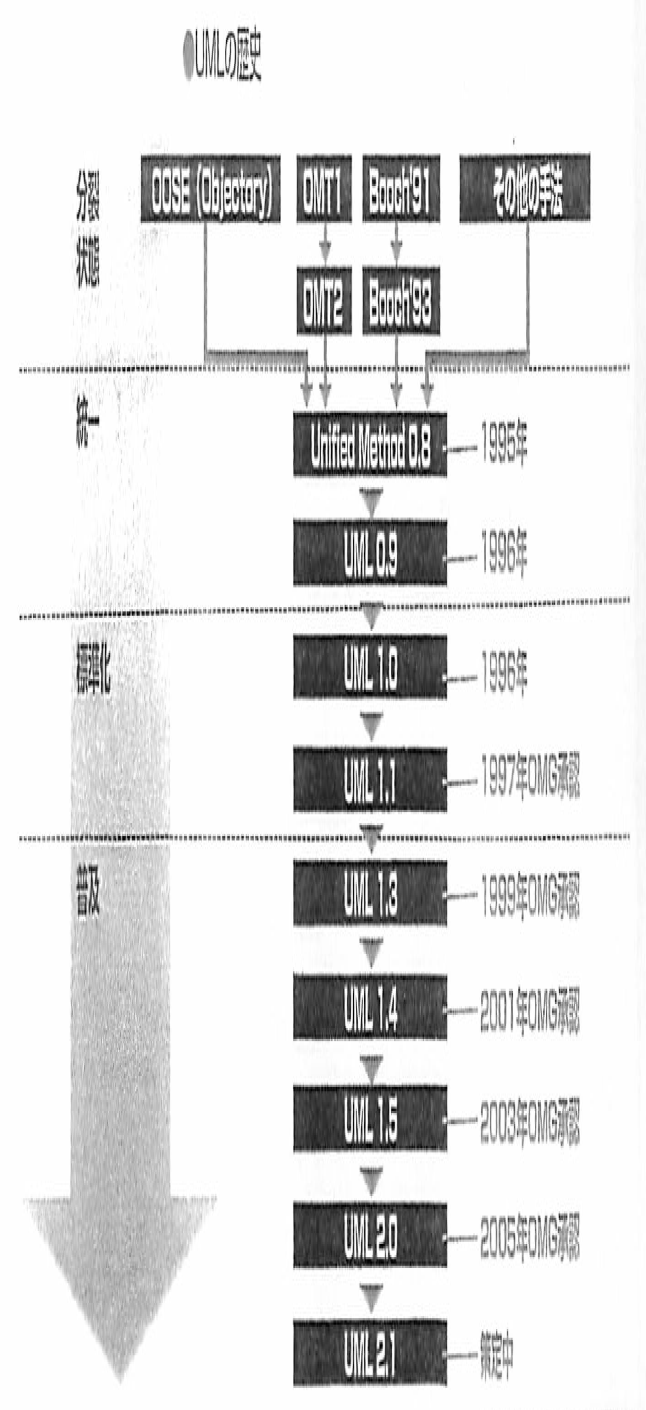 ●UMLの歴史
分裂
状態
OOSE (Objectory)
OMT1
Booch'91
その他の手法
OMT2
Booch'93
統一
Unified Method 0.8
1995年
UML 0.9
1996年
標準化
UML 1.0
1996年
UML 1.1
1997年OMG承認
普及
UML 1.3
1999年OMG承認
UML 1.4
2001年OMG承認
UML 1.5
2003年OMG承認
UML 2.0
2005年OMG承認
UML 2.1
策定中